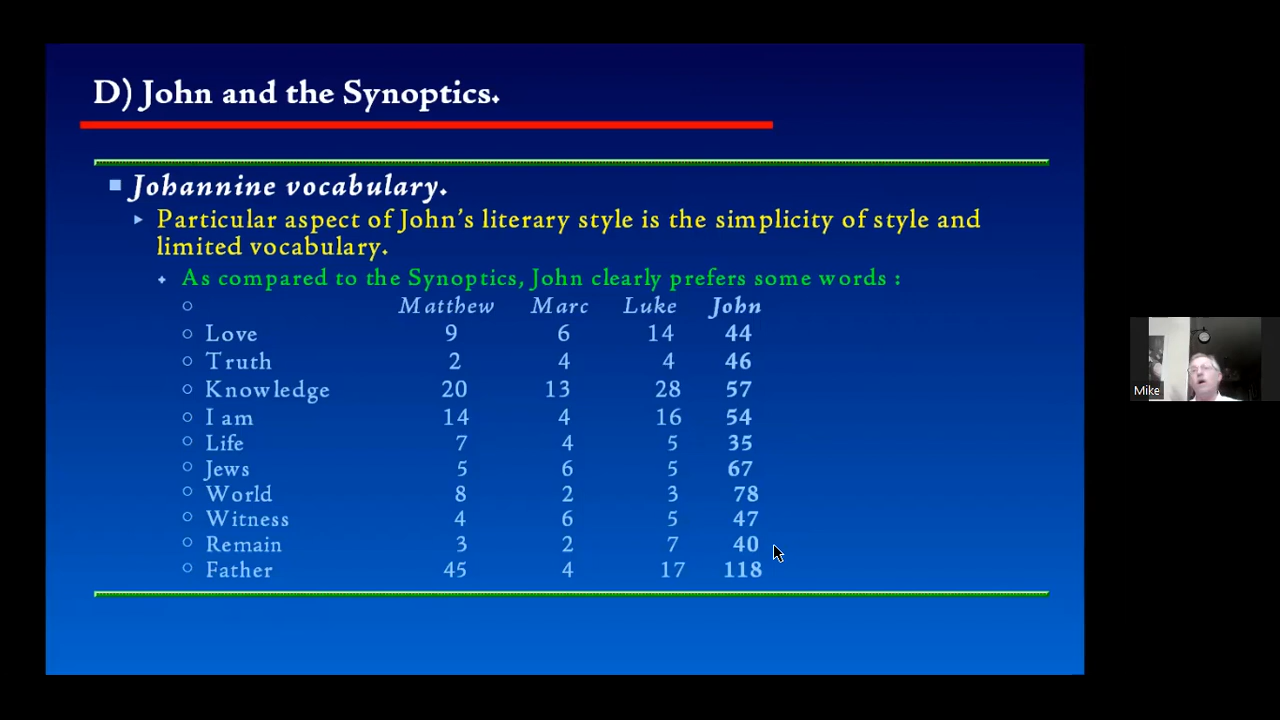 D) John and the Synoptics.
Johannine vocabulary.
Particular aspect of John's literary style is the simplicity of style and
limited vocabulary.
As compared to the Synoptics, John clearly prefers some words :
Matthew Marc Luke John
Love 9 6 14 44
Truth 2 4 4 46
Knowledge 20 13 28 57
I am 14 4 16 54
Life 7 4 5 35
Jews 5 6 5 67
World 8 2 3 78
Witness 4 6 5 47
Remain 3 2 7 40
Father 45 4 17 118
Mike